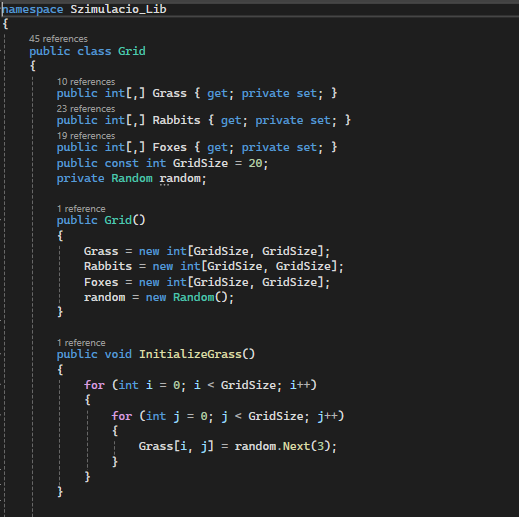 namespace Szimulacio_Lib
{
45 references
public class Grid
{
10 references
public int[,] Grass { get; private set; }
23 references
public int[,] Rabbits { get; private set; }
19 references
public int[,] Foxes { get; private set; }
public const int GridSize = 20;
private Random random;
1 reference
public Grid()
{
Grass = new int[GridSize, GridSize];
Rabbits = new int[GridSize, GridSize];
Foxes = new int[GridSize, GridSize];
random = new Random();
}
1 reference
public void InitializeGrass()
{
for (int i = 0; i < GridSize; i++)
{
for (int j = 0; j < GridSize; j++)
{
Grass[i, j] = random.Next(3);
}
}
}